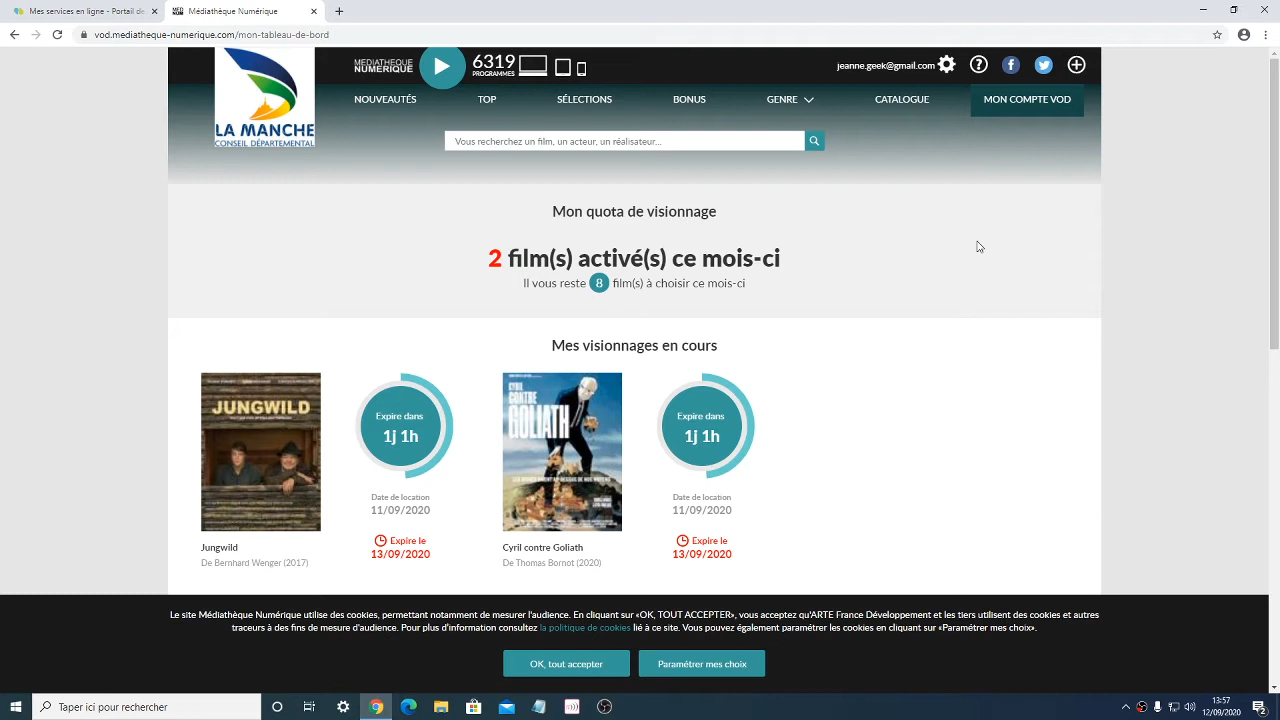 Mes services en ligne
NUM
Médiathèque Numérique
vod.mediatheque-numerique.com/mon-tableau-de-bord
LA MANCHE
CONSEIL DÉPARTEMENTAL
MEDIATHEQUE
NUMERIQUE
6319
PROGRAMMES
jeanne.geek@gmail.com
NOUVEAUTÉS
TOP
SÉLECTIONS
BONUS
GENRE
CATALOGUE
MON COMPTE VOD
Vous recherchez un film, un acteur, un réalisateur...
Mon quota de visionnage
2 film(s) activé(s) ce mois-ci
Il vous reste 8 film(s) à choisir ce mois-ci
Mes visionnages en cours
JUNGWILD
Expire dans
1j 1h
Date de location
11/09/2020
Expire le
13/09/2020
Jungwild
De Bernhard Wenger (2017)
CYRIL
CONTRE
GOLIATH
Expire dans
1j 1h
Date de location
11/09/2020
Expire le
13/09/2020
Cyril contre Goliath
De Thomas Bornot (2020)
Le site Médiathèque Numérique utilise des cookies, permettant notamment de mesurer l'audience. En cliquant sur «OK, TOUT ACCEPTER», vous acceptez qu'ARTE France Développement et les tiers utilisent des cookies et autres
traceurs à des fins de mesure d'audience. Pour plus d'information consultez la politique de cookies lié à ce site. Vous pouvez également paramétrer les cookies en cliquant sur «Paramétrer mes choix».
OK, tout accepter
Paramétrer mes choix
Taper ici pour rechercher
13:57
12/09/2020